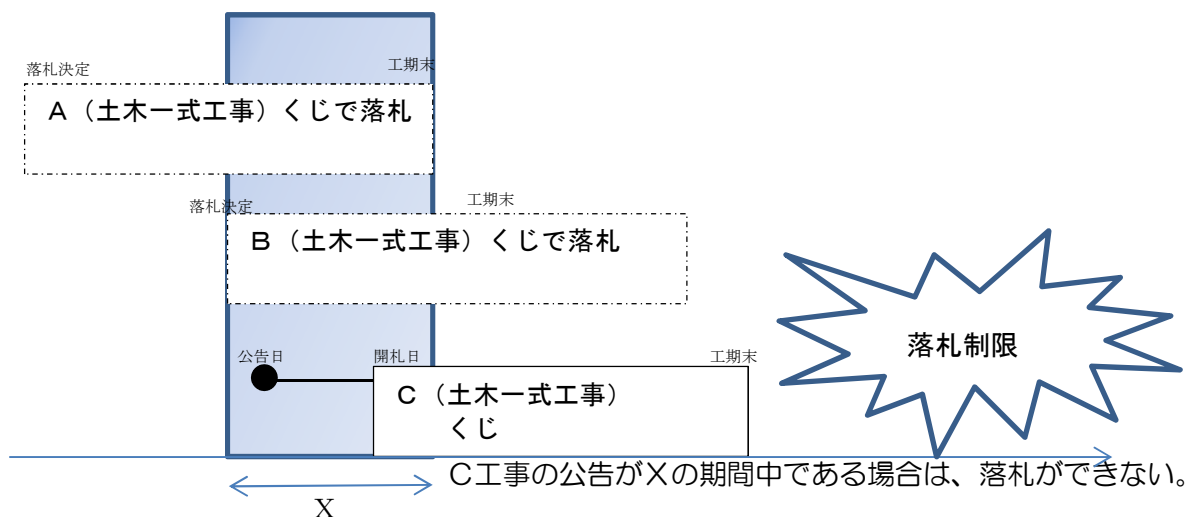 落札決定
工期末
A（土木一式工事）くじで落札
落札決定
工期末
B（土木一式工事）くじで落札
公告日
開札日
工期末
C（土木一式工事）
くじ
落札制限
C工事の公告がXの期間中である場合は、落札ができない。
X